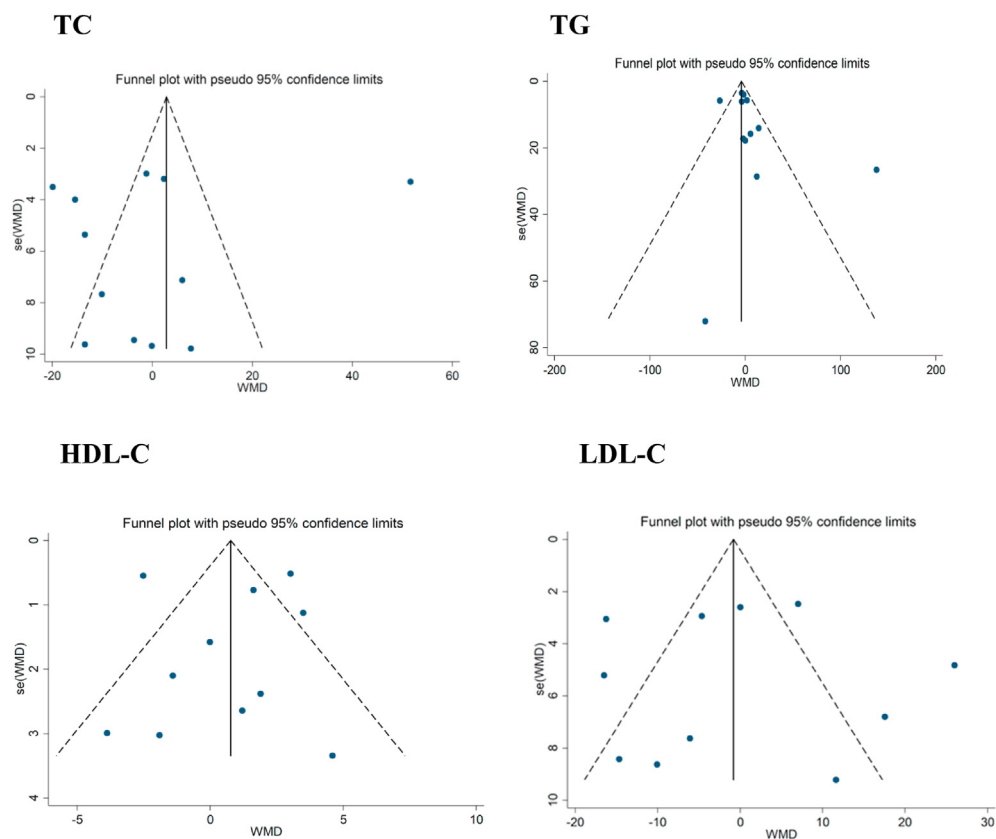 TC
Funnel plot with pseudo 95% confidence limits
se(WMD)
0
2
4
6
8
10
-20
0
20
40
60
WMD
TG
Funnel plot with pseudo 95% confidence limits
se(WMD)
0
20
40
60
80
-200
-100
0
100
200
WMD
HDL-C
Funnel plot with pseudo 95% confidence limits
se(WMD)
0
1
2
3
4
-5
0
5
10
WMD
LDL-C
Funnel plot with pseudo 95% confidence limits
se(WMD)
0
2
4
6
8
10
-20
-10
0
10
20
30
WMD